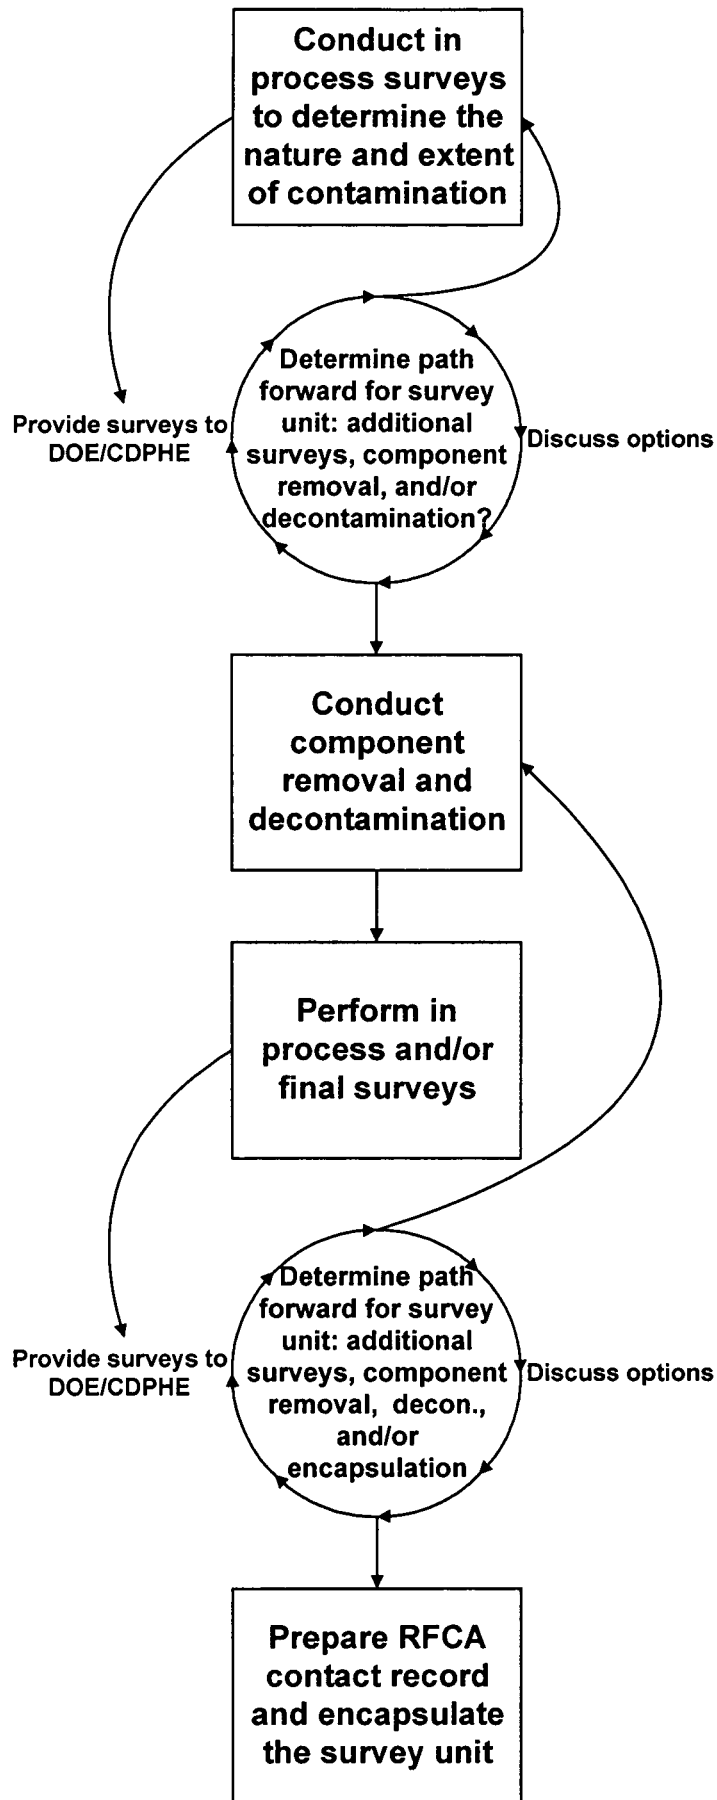 Conduct in
process surveys
to determine the
nature and extent
of contamination
Determine path
forward for survey
unit: additional
surveys, component
removal, and/or
decontamination?
Provide surveys to
DOE/CDPHE
Discuss options
Conduct
component
removal and
decontamination
Perform in
process and/or
final surveys
Determine path
forward for survey
unit: additional
surveys, component
removal, decon.,
and/or
encapsulation
Provide surveys to
DOE/CDPHE
Discuss options
Prepare RFCA
contact record
and encapsulate
the survey unit